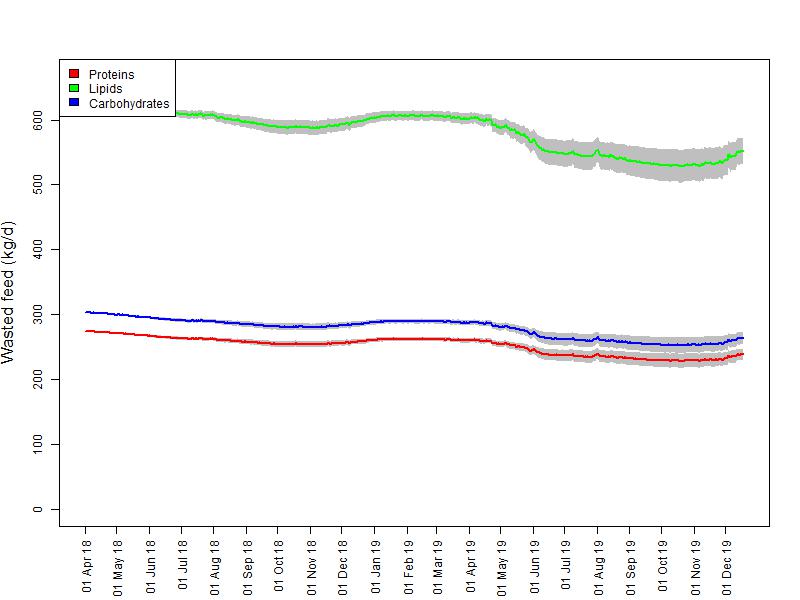 Proteins
Lipids
Carbohydrates
Wasted feed (kg/d)
600
500
400
300
200
100
0
01 Apr 18
01 May 18
01 Jun 18
01 Jul 18
01 Aug 18
01 Sep 18
01 Oct 18
01 Nov 18
01 Dec 18
01 Jan 19
01 Feb 19
01 Mar 19
01 Apr 19
01 May 19
01 Jun 19
01 Jul 19
01 Aug 19
01 Sep 19
01 Oct 19
01 Nov 19
01 Dec 19